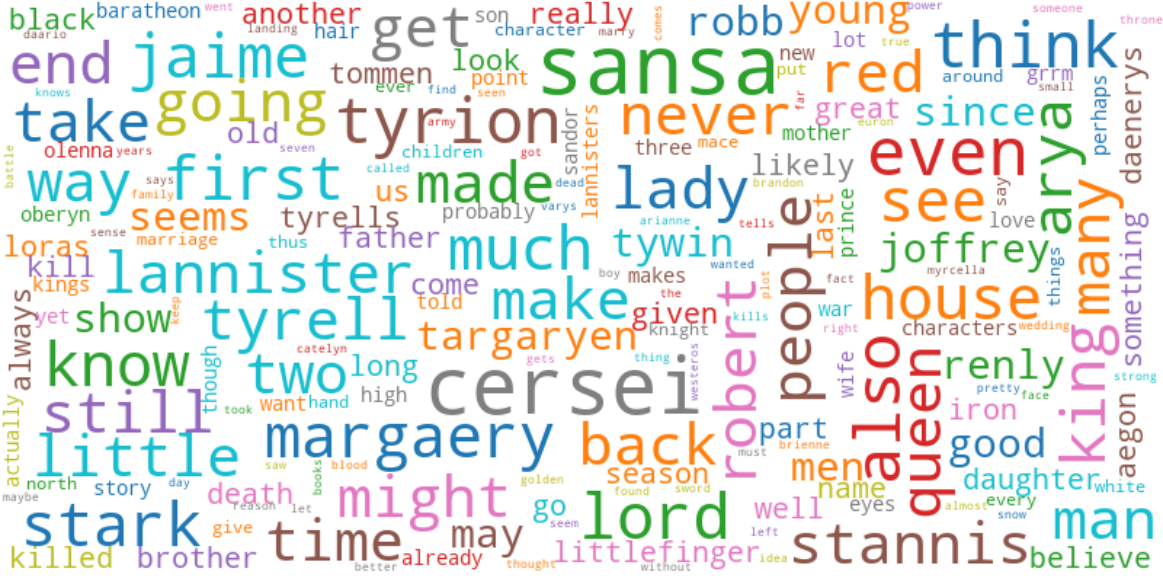 black
baratheon
went
another
landing
daario
hair
get
son
character
really
marry
comes
robb
young
power
someone
throne
end
jaime
tommen
look
point
sansa
lot
true
new
put
red
think
around
grrm
small
knows
going
ever
find
seen
far
great
since
perhaps
daenerys
take
old
tyrion
army
sandor
lannisters
never
mother
euron
even
arya
olenna
years
seven
children
got
three
mace
likely
battle
way
says
family
first
us
made
called
dead
varys
lady
brandon
see
say
many
oberyn
seems
tyrells
probably
arianne
tells
people
last
prince
love
sense
loras
marriage
thus
father
much
tywin
joffrey
something
kill
kings
lannister
come
boy
makes
wanted
plot
fact
myrcella
things
always
yet
show
keep
tyrell
told
make
the
given
knight
robert
kills
war
right
house
characters
wedding
targaryen
know
though
catelyn
two
long
gets
thing
westeros
wife
also
queen
renly
king
strong
still
took
want
hand
high
cersei
pretty
face
iron
aegon
actually
little
margaery
back
part
must
brienne
good
north
story
day
saw
blood
books
season
golden
found
sword
men
name
daughter
white
maybe
stark
death
reason
let
might
go
seem
lord
well
left
eyes
almost
every
snow
man
killed
brother
give
time
better
may
already
thought
littlefinger
without
idea
stannis
believe